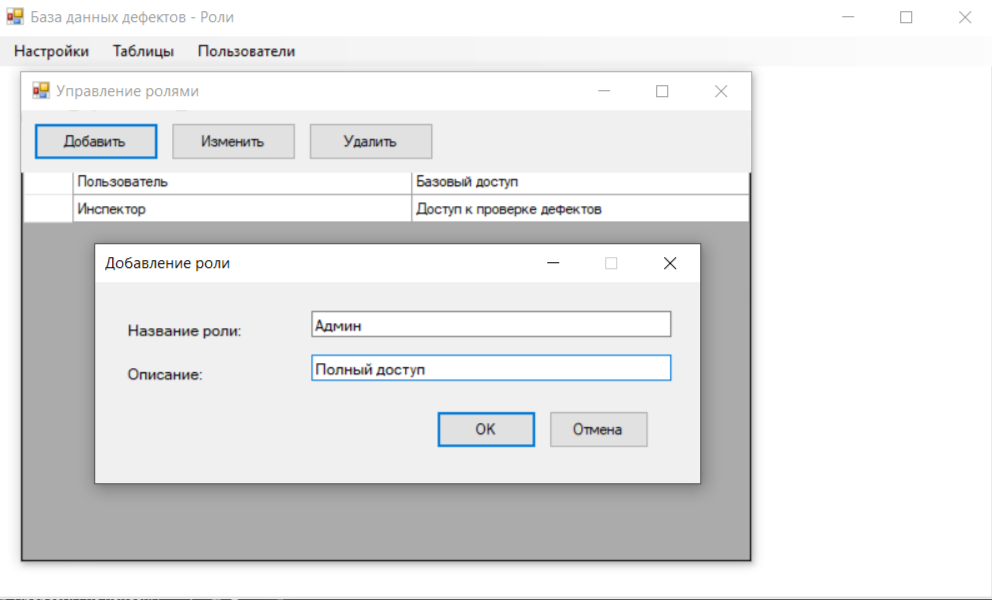 База данных дефектов - Роли
Настройки Таблицы Пользователи
Управление ролями
Добавить Изменить Удалить
Пользователь Базовый доступ
Инспектор Доступ к проверке дефектов
Добавление роли
Название роли: Админ
Описание: Полный доступ
OK Отмена